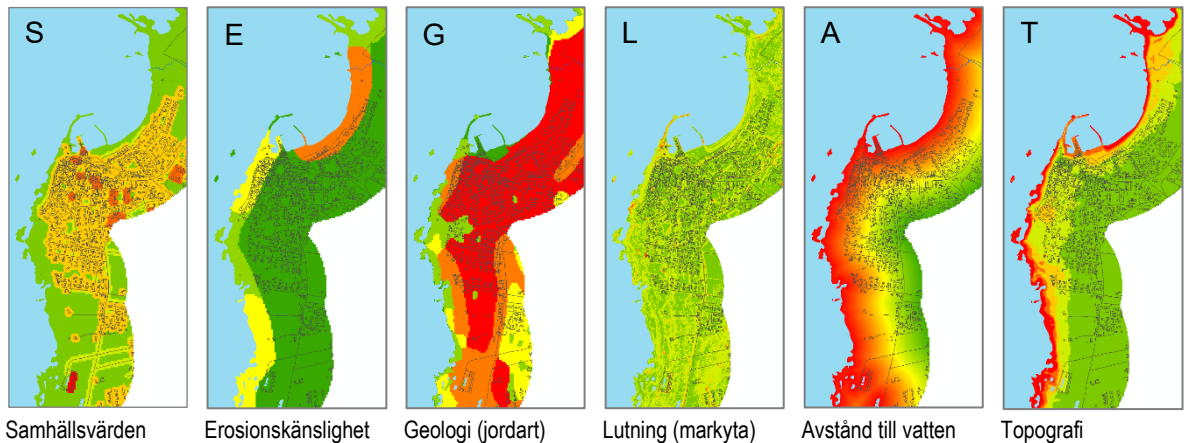 S
E
G
L
A
T
Samhällsvärden
Erosionskänslighet
Geologi (jordart)
Lutning (markyta)
Avstånd till vatten
Topografi